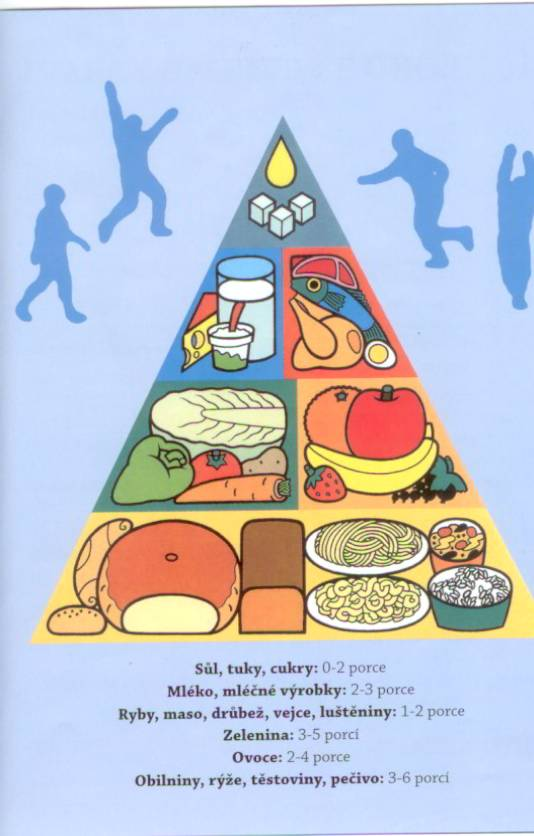 Sůl, tuky, cukry: 0-2 porce
Mléko, mléčné výrobky: 2-3 porce
Ryby, maso, drůbež, vejce, luštěniny: 1-2 porce
Zelenina: 3-5 porcí
Ovoce: 2-4 porce
Obilniny, rýže, těstoviny, pečivo: 3-6 porcí